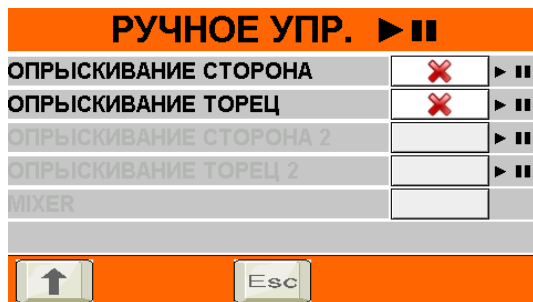 РУЧНОЕ УПР.
ОПРЫСКИВАНИЕ СТОРОНА
ОПРЫСКИВАНИЕ ТОРЕЦ
ОПРЫСКИВАНИЕ СТОРОНА 2
ОПРЫСКИВАНИЕ ТОРЕЦ 2
MIXER
Esc